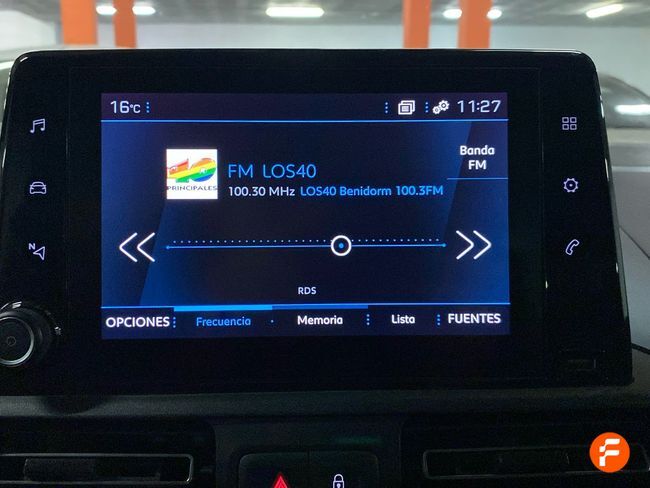 16°C
11:27
Banda
FM
FM LOS40
PRINCIPALES
100.30 MHz LOS40 Benidorm 100.3FM
N
RDS
OPCIONES
Frecuencia
Memoria
Lista
FUENTES